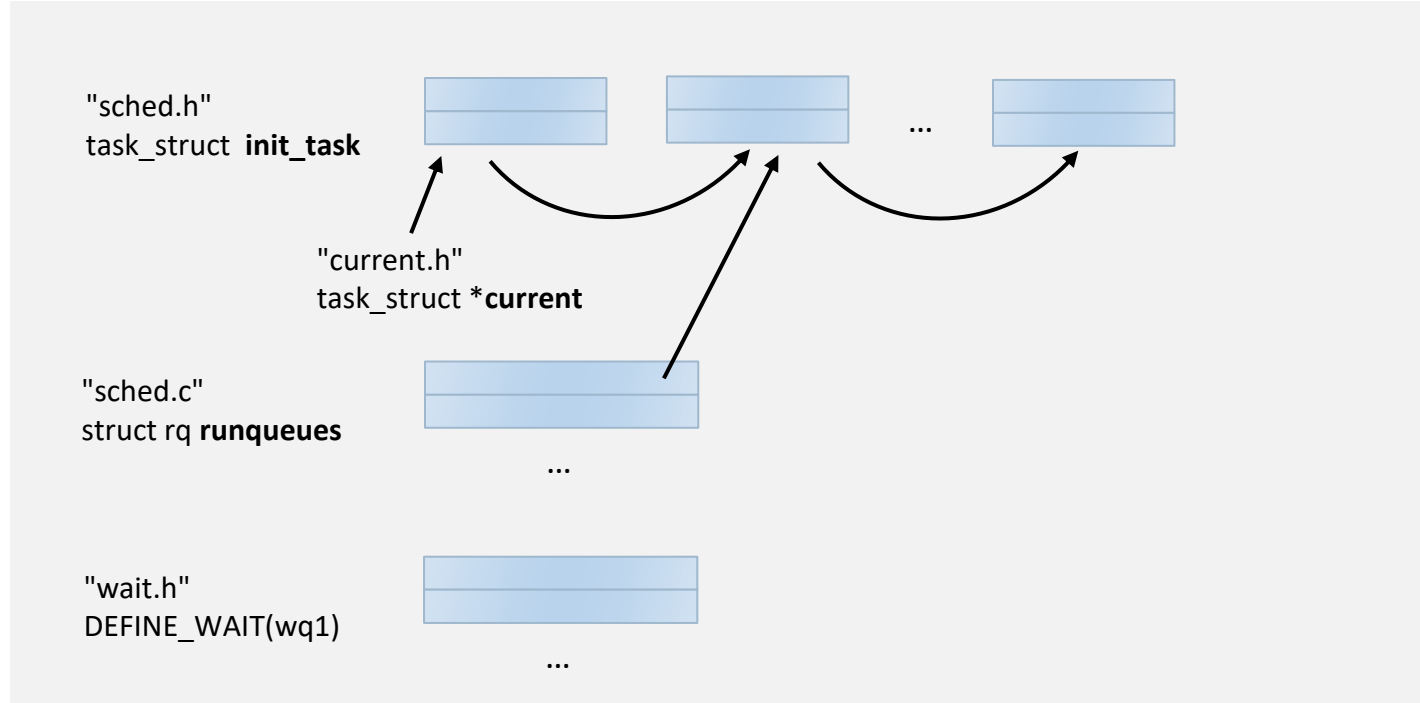 "sched.h"
task_struct  init_task
...
"current.h"
task_struct *current
"sched.c"
struct rq runqueues
...
"wait.h"
DEFINE_WAIT(wq1)
...